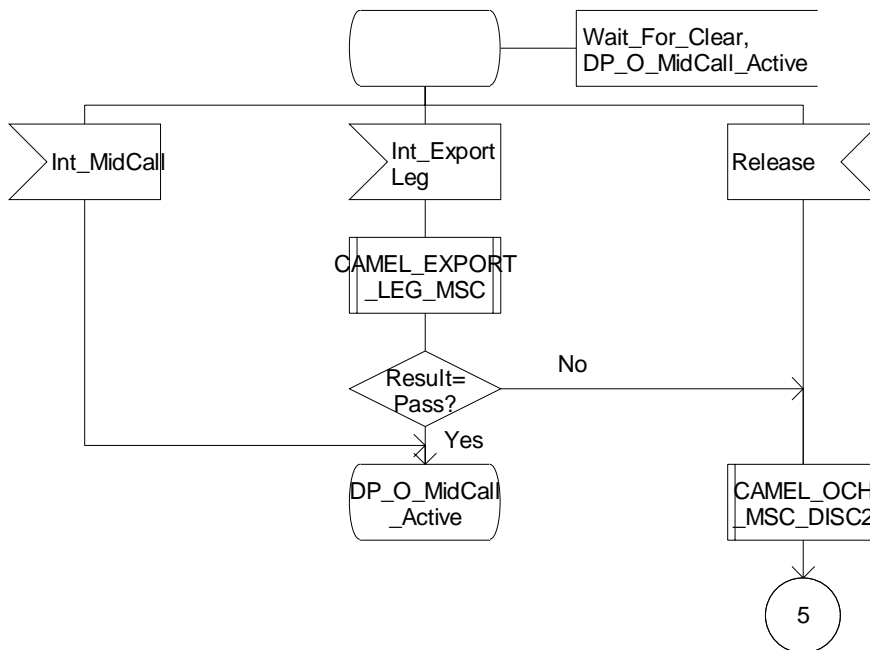 Wait_For_Clear,
DP_O_MidCall_Active
Int_MidCall
Int_Export
Leg
Release
CAMEL_EXPORT
_LEG_MSC
No
Result=
Pass?
Yes
DP_O_MidCall
_Active
CAMEL_OCH
_MSC_DISC2
5